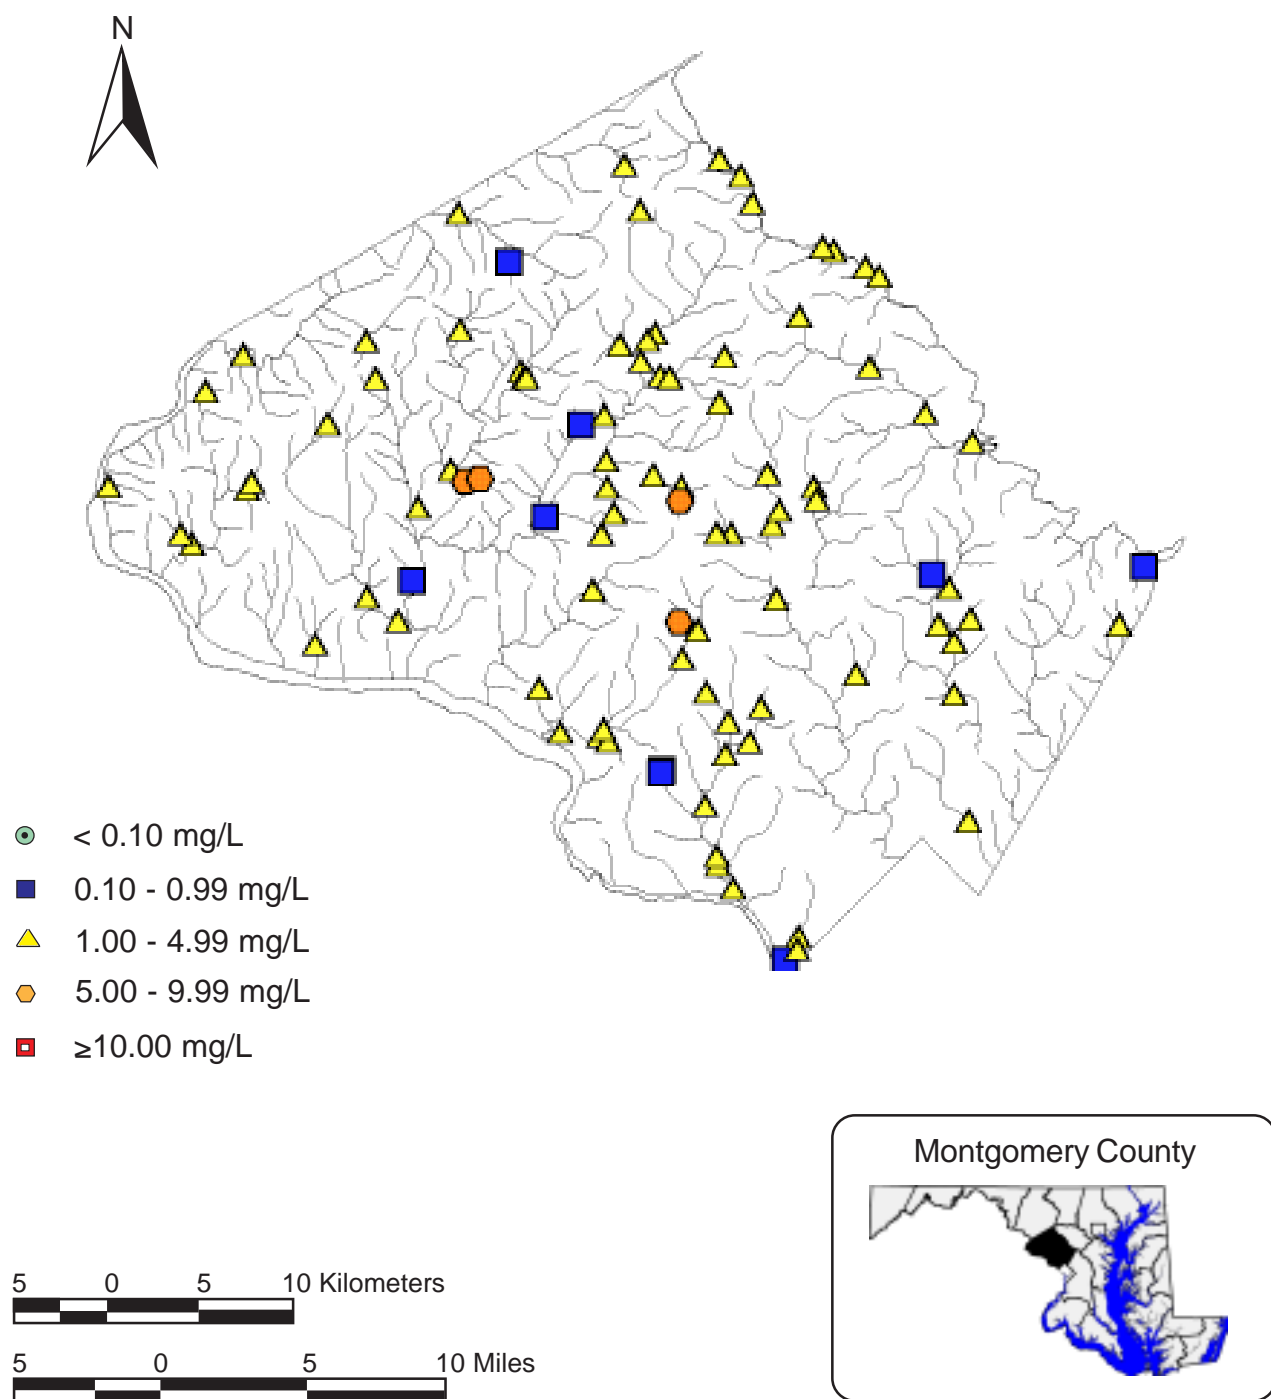 N
< 0.10 mg/L
0.10 - 0.99 mg/L
1.00 - 4.99 mg/L
5.00 - 9.99 mg/L
≥10.00 mg/L
Montgomery County
5 0 5 10 Kilometers
5 0 5 10 Miles